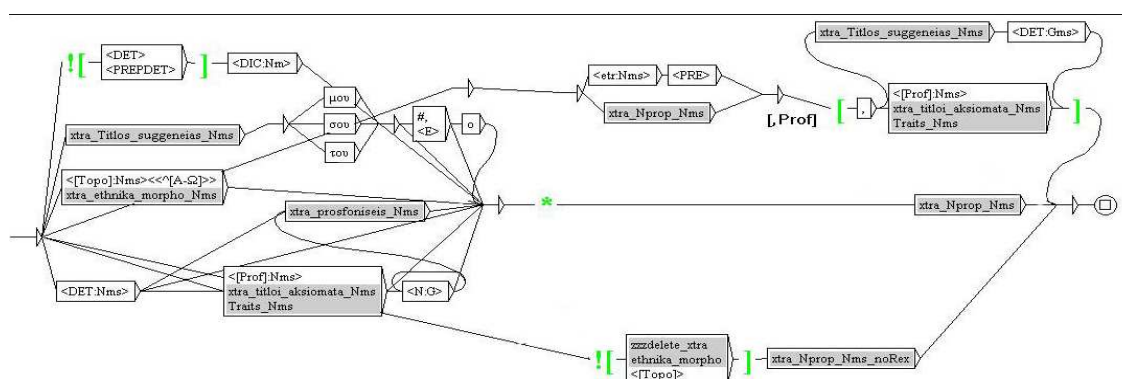 ![
<DET>
<PREPDET>
]
<DIC:Nm>
xtra_Titlos_suggeneias_Nms
μου
σου
του
#,
<E>
ο
<[Topo]:Nms><<^[Α-Ω]>>
xtra_ethnika_morpho_Nms
xtra_prosfoniseis_Nms
<DET:Nms>
<[Prof]:Nms>
xtra_titloi_aksiomata_Nms
Traits_Nms
<N:G>
<etr:Nms>
<PRE>
xtra_Nprop_Nms
[, Prof]
[
,
xtra_Titlos_suggeneias_Nms
<DET:Gms>
<[Prof]:Nms>
xtra_titloi_aksiomata_Nms
Traits_Nms
]
*
xtra_Nprop_Nms
![
zzzdelete_xtra
ethnika_morpho
<[Topo]>
]
xtra_Nprop_Nms_noRex